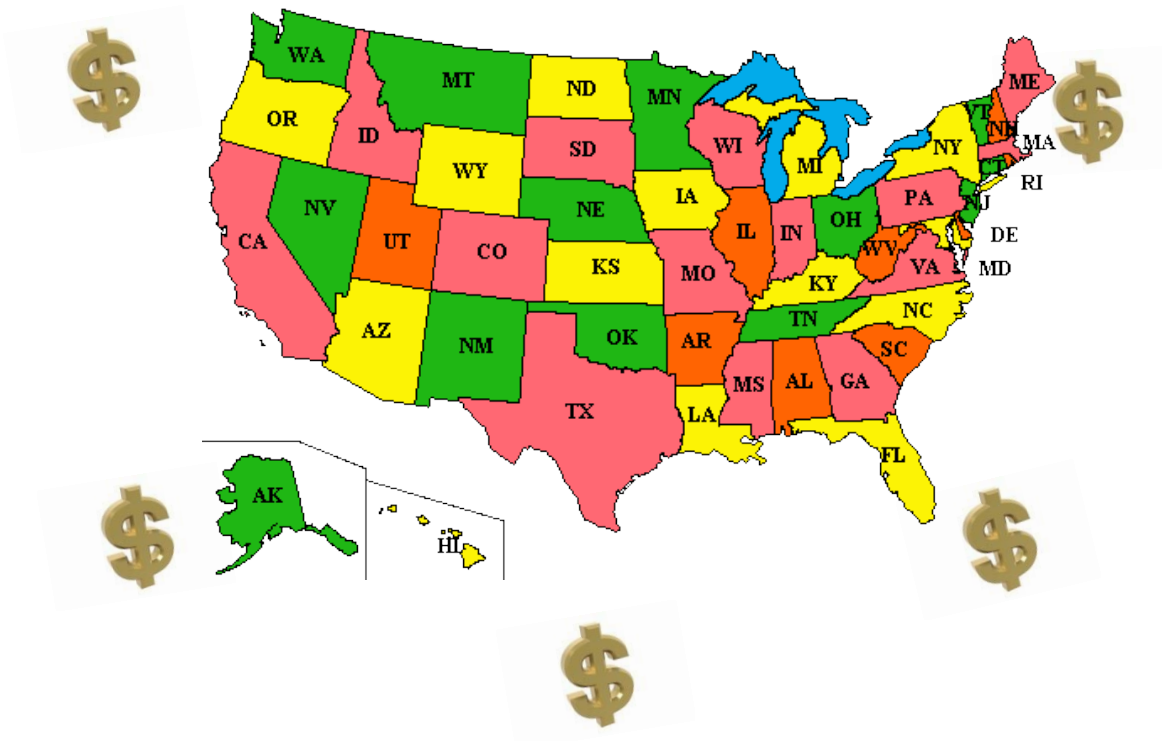 WA
MT
ND
MN
ME
VT
NH
OR
ID
SD
WI
MI
NY
MA
WY
IA
PA
RI
NV
NE
OH
NJ
CA
UT
CO
IL
IN
WV
DE
KS
MO
KY
VA
MD
AZ
NM
OK
AR
TN
NC
SC
TX
MS
AL
GA
LA
FL
AK
HI
$
$
$
$
$